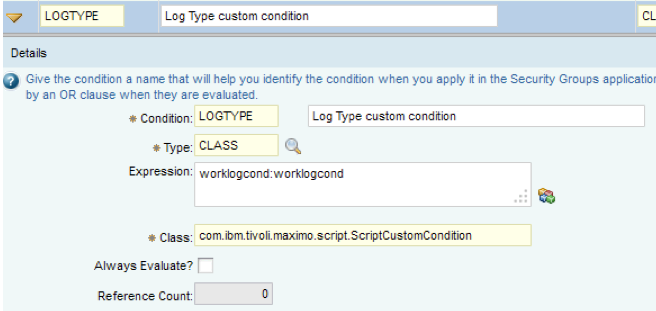 LOGTYPE Log Type custom condition CL
Details
Give the condition a name that will help you identify the condition when you apply it in the Security Groups application
by an OR clause when they are evaluated.
Condition: LOGTYPE Log Type custom condition
Type: CLASS
Expression: worklogcond:worklogcond
Class: com.ibm.tivoli.maximo.script.ScriptCustomCondition
Always Evaluate?
Reference Count: 0